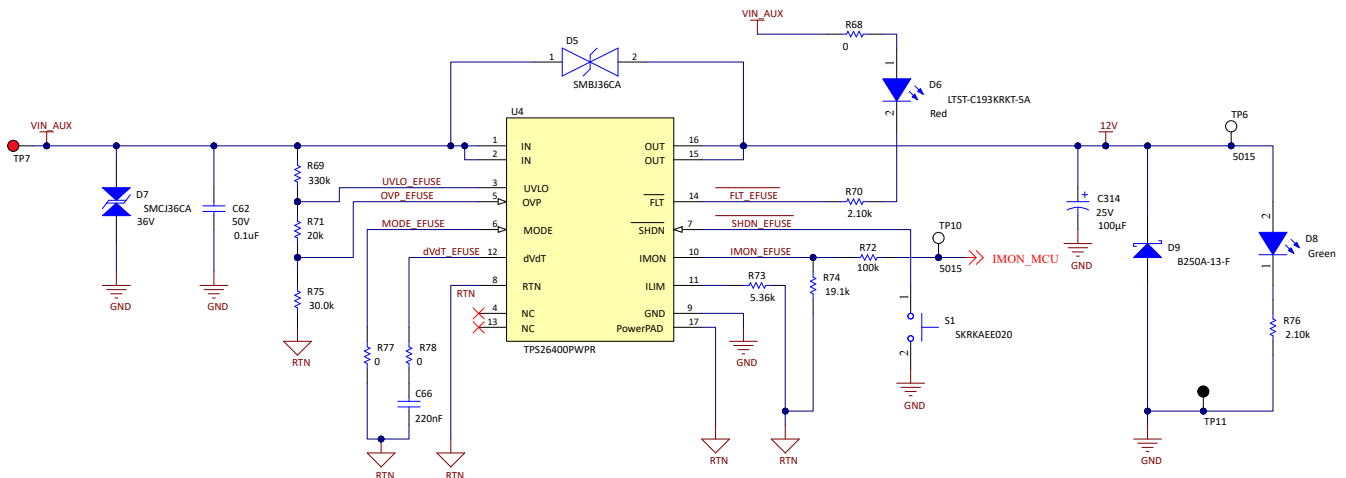 VIN_AUX
R68
0
D5
1
2
SMBJ36CA
1
D6
LTST-C193KRKT-5A
Red
2
U4
TP7
VIN_AUX
1
IN
2
IN
OUT
16
OUT
15
12V
TP6
5015
R69
330k
D7
SMCJ36CA
36V
C62
50V
0.1uF
UVLO_EFUSE
3
UVLO
OVP_EFUSE
5
OVP
FLT
14
FLT_EFUSE
R70
2.10k
C314
25V
100µF
GND
R71
20k
MODE_EFUSE
6
MODE
SHDN
7
SHDN_EFUSE
TP10
5015
2
D8
Green
1
D9
B250A-13-F
dVdT_EFUSE
12
dVdT
IMON
10
IMON_EFUSE
R72
100k
IMON_MCU
GND
GND
R75
30.0k
RTN
RTN
8
RTN
ILIM
11
R73
5.36k
R74
19.1k
4
NC
13
NC
GND
9
PowerPAD
17
TPS26400PWPR
GND
1
S1
SKRKAEE020
2
GND
R76
2.10k
R77
0
R78
0
C66
220nF
RTN
RTN
RTN
RTN
TP11
GND